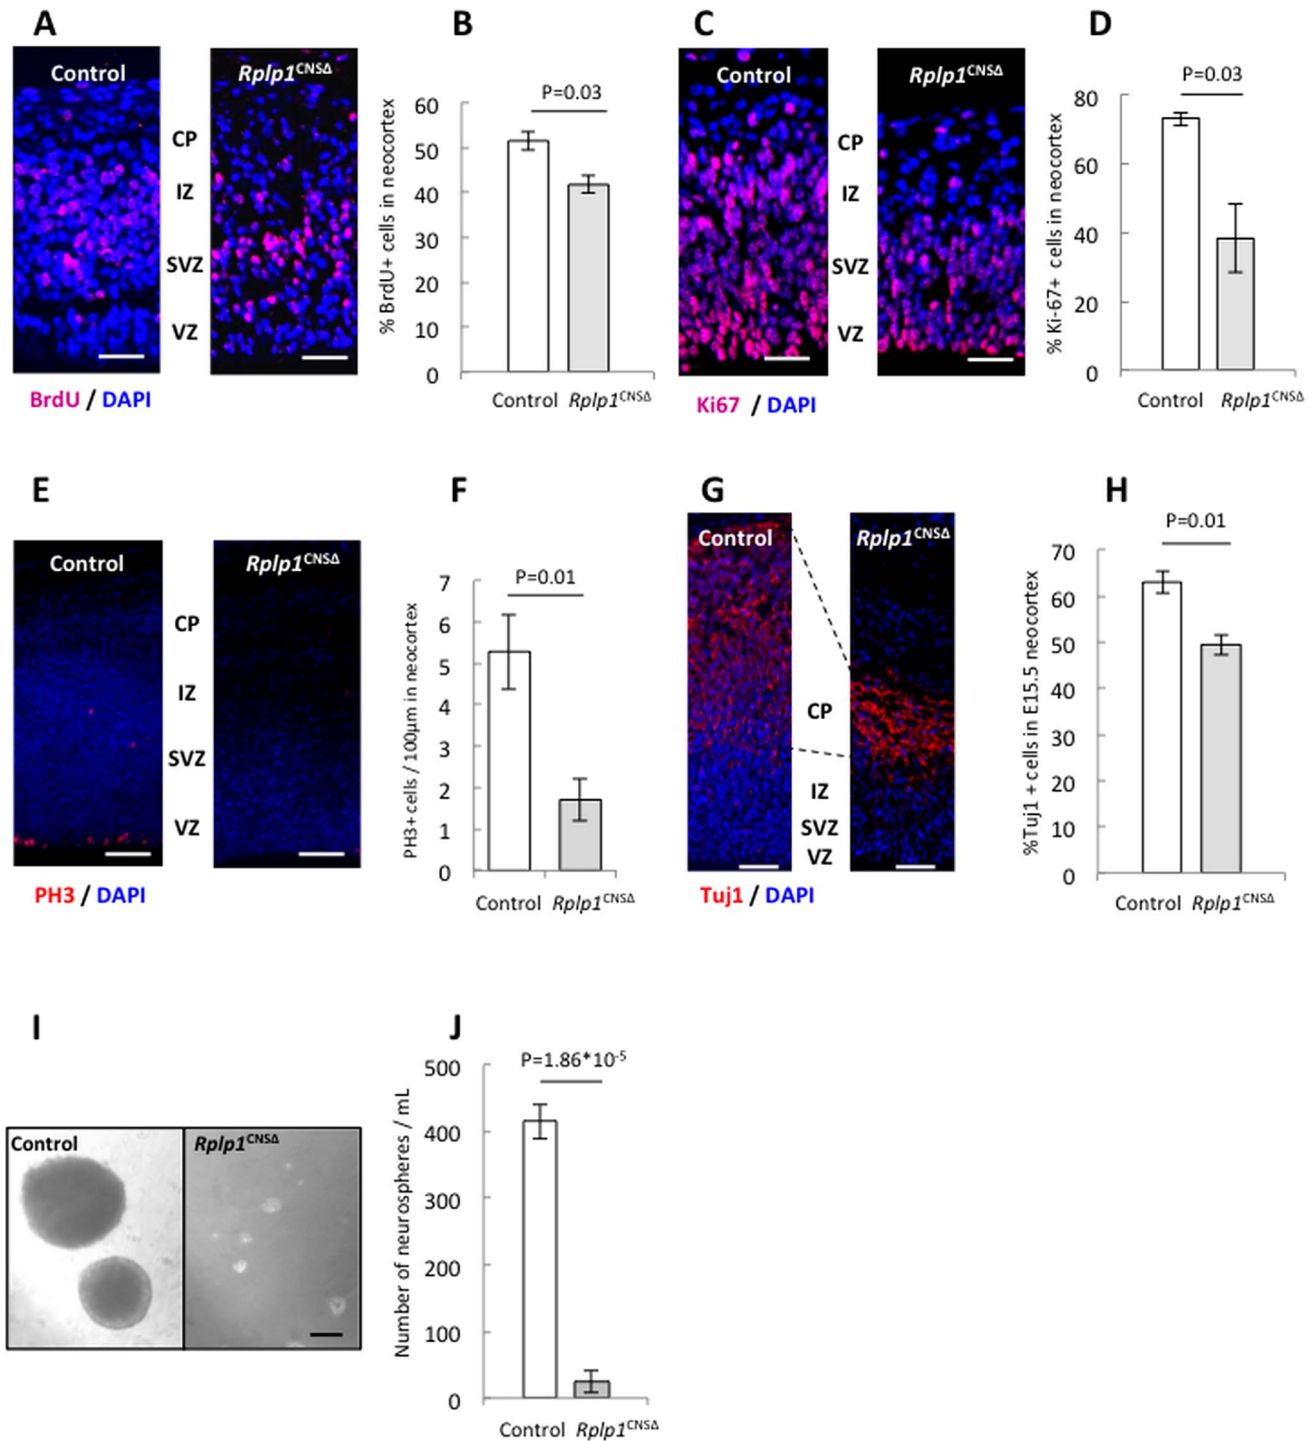 A
B
C
D
Control
Rplp1CNSΔ
CP
IZ
SVZ
VZ
BrdU / DAPI
P=0.03
% BrdU+ cells in neocortex
60
50
40
30
20
10
0
Control Rplp1CNSΔ
Control
Rplp1CNSΔ
CP
IZ
SVZ
VZ
Ki67 / DAPI
P=0.03
% Ki-67+ cells in neocortex
80
60
40
20
0
Control Rplp1CNSΔ
E
F
G
H
Control
Rplp1CNSΔ
CP
IZ
SVZ
VZ
PH3 / DAPI
P=0.01
PH3+ cells / 100µm in neocortex
7
6
5
4
3
2
1
0
Control Rplp1CNSΔ
Control
Rplp1CNSΔ
CP
IZ
SVZ
VZ
Tuj1 / DAPI
P=0.01
%Tuj1 + cells in E15.5 neocortex
70
60
50
40
30
20
10
0
Control Rplp1CNSΔ
I
J
Control
Rplp1CNSΔ
P=1.86*10-5
Number of neurospheres / mL
500
400
300
200
100
0
Control Rplp1CNSΔ